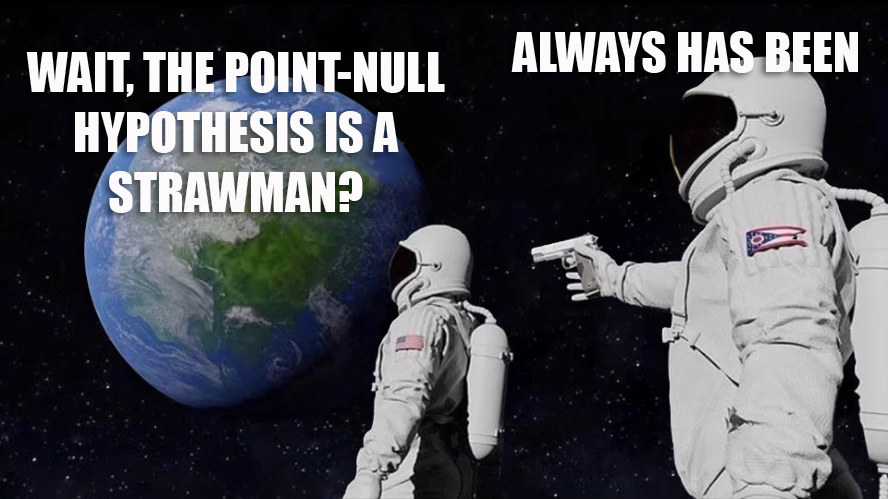 WAIT, THE POINT-NULL
HYPOTHESIS IS A
STRAWMAN?
ALWAYS HAS BEEN